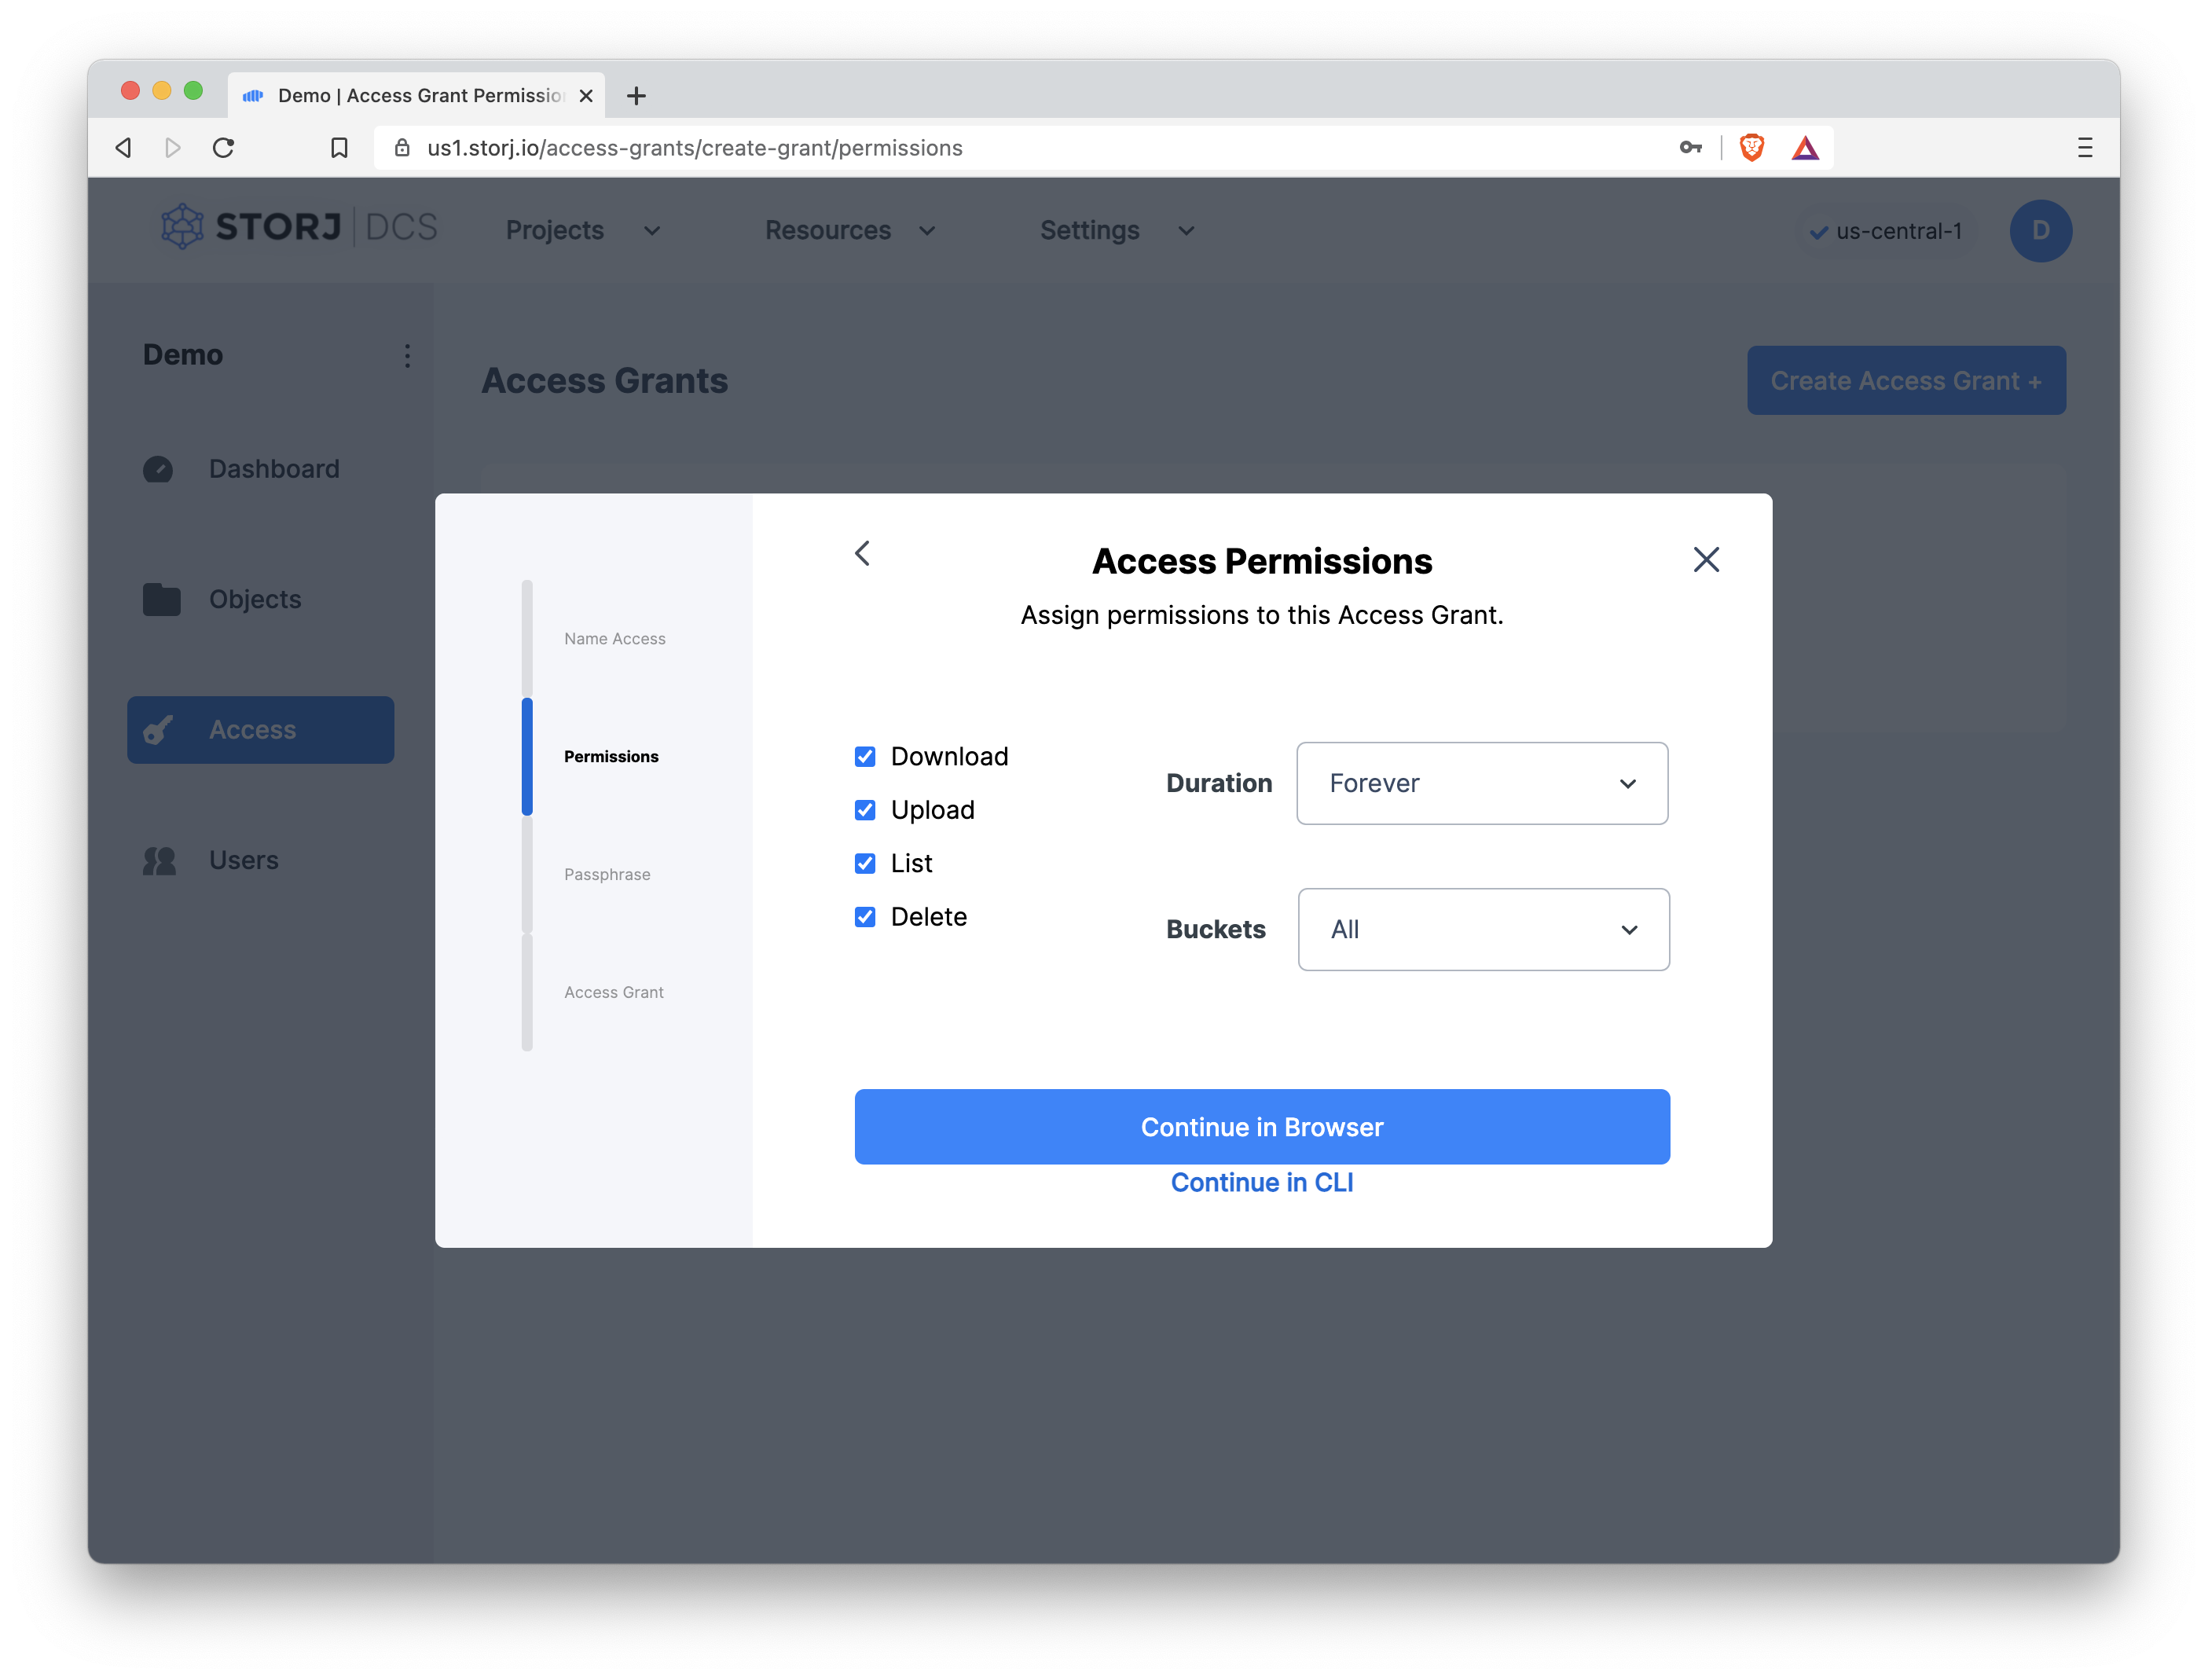 Demo | Access Grant Permissio
us1.storj.io/access-grants/create-grant/permissions
STORJ DCS
Projects
Resources
Settings
us-central-1
D
Demo
Access Grants
Create Access Grant +
Dashboard
Objects
Access
Users
Name Access
Permissions
Passphrase
Access Grant
Access Permissions
Assign permissions to this Access Grant.
Download
Upload
List
Delete
Duration
Forever
Buckets
All
Continue in Browser
Continue in CLI